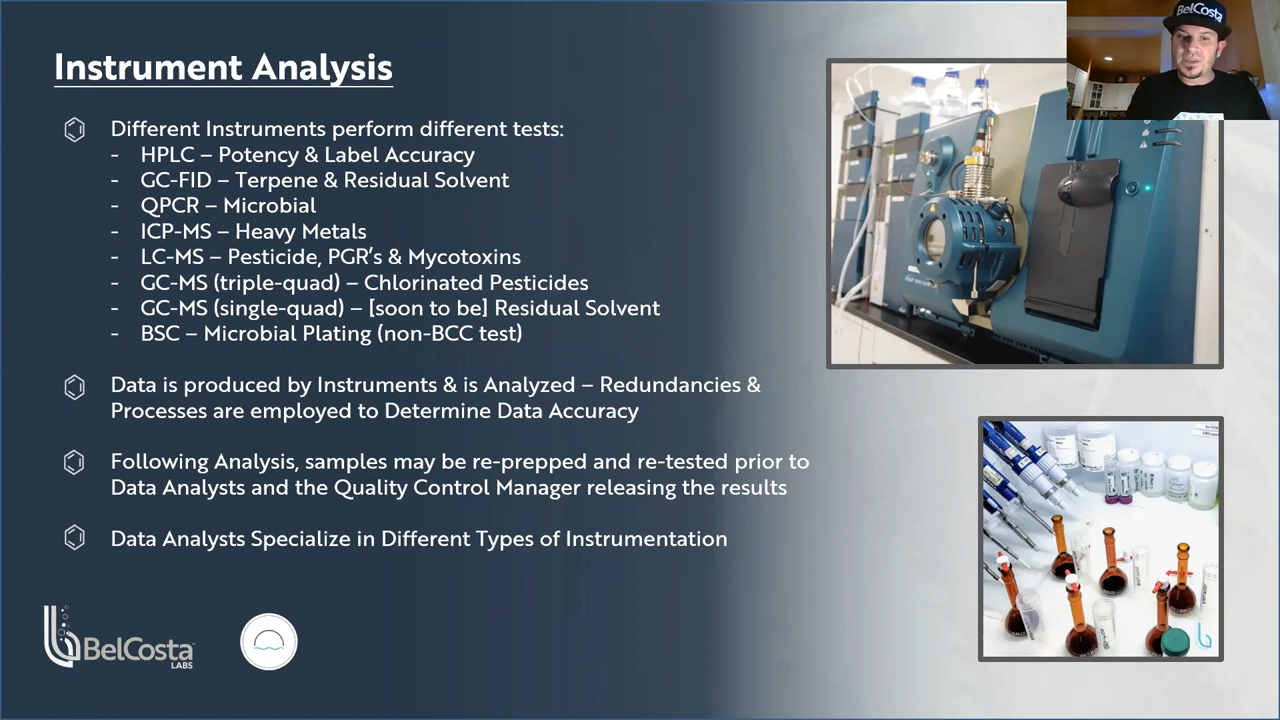 Instrument Analysis
Different Instruments perform different tests:
- HPLC – Potency & Label Accuracy
- GC-FID – Terpene & Residual Solvent
- QPCR – Microbial
- ICP-MS – Heavy Metals
- LC-MS – Pesticide, PGR's & Mycotoxins
- GC-MS (triple-quad) – Chlorinated Pesticides
- GC-MS (single-quad) – [soon to be] Residual Solvent
- BSC – Microbial Plating (non-BCC test)
Data is produced by Instruments & is Analyzed – Redundancies &
Processes are employed to Determine Data Accuracy
Following Analysis, samples may be re-prepped and re-tested prior to
Data Analysts and the Quality Control Manager releasing the results
Data Analysts Specialize in Different Types of Instrumentation
BelCosta
LABS
BelCosta